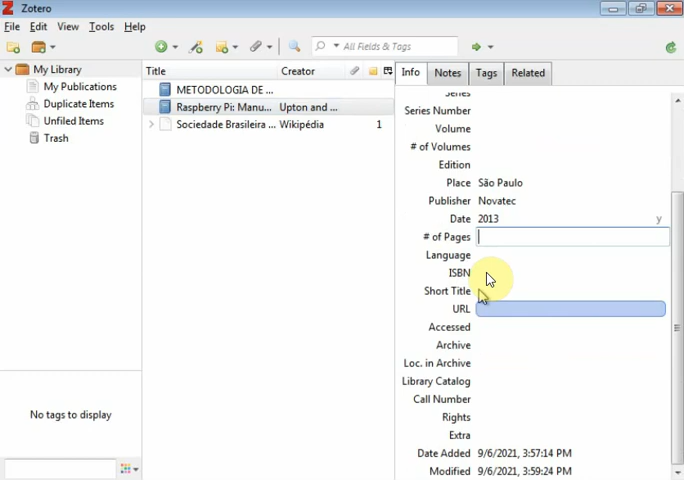 Zotero
File Edit View Tools Help
All Fields & Tags
My Library
My Publications
Duplicate Items
Unfiled Items
Trash
No tags to display
Title Creator
METODOLOGIA DE ...
Raspberry Pi: Manu... Upton and ...
Sociedade Brasileira ... Wikipédia 1
Info Notes Tags Related
Series
Series Number
Volume
# of Volumes
Edition
Place São Paulo
Publisher Novatec
Date 2013 y
# of Pages
Language
ISBN
Short Title
URL
Accessed
Archive
Loc. in Archive
Library Catalog
Call Number
Rights
Extra
Date Added 9/6/2021, 3:57:14 PM
Modified 9/6/2021, 3:59:24 PM